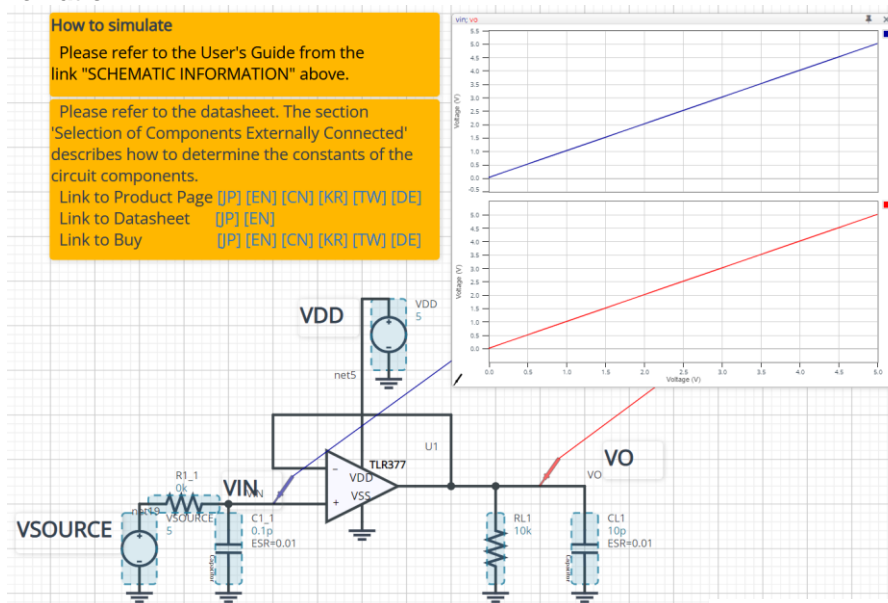 How to simulate
Please refer to the User's Guide from the
link "SCHEMATIC INFORMATION" above.
Please refer to the datasheet. The section
'Selection of Components Externally Connected'
describes how to determine the constants of the
circuit components.
Link to Product Page [JP] [EN] [CN] [KR] [TW] [DE]
Link to Datasheet [JP] [EN]
Link to Buy [JP] [EN] [CN] [KR] [TW] [DE]
vin; vo
5.5
5.0
4.5
4.0
3.5
3.0
2.5
2.0
1.5
1.0
0.5
0.0
-0.5
Voltage (V)
5.0
4.5
4.0
3.5
3.0
2.5
2.0
1.5
1.0
0.5
0.0
Voltage (V)
0.0 0.5 1.0 1.5 2.0 2.5 3.0 3.5 4.0 4.5 5.0
Voltage (V)
VDD
VDD
5
net5
U1
TLR377
VDD
VSS
VO
VO
R1_1
0k
VIN
VIN
net19
VSOURCE
VSOURCE
5
C1_1
0.1p
ESR=0.01
Capacitor
RL1
10k
CL1
10p
ESR=0.01
Capacitor